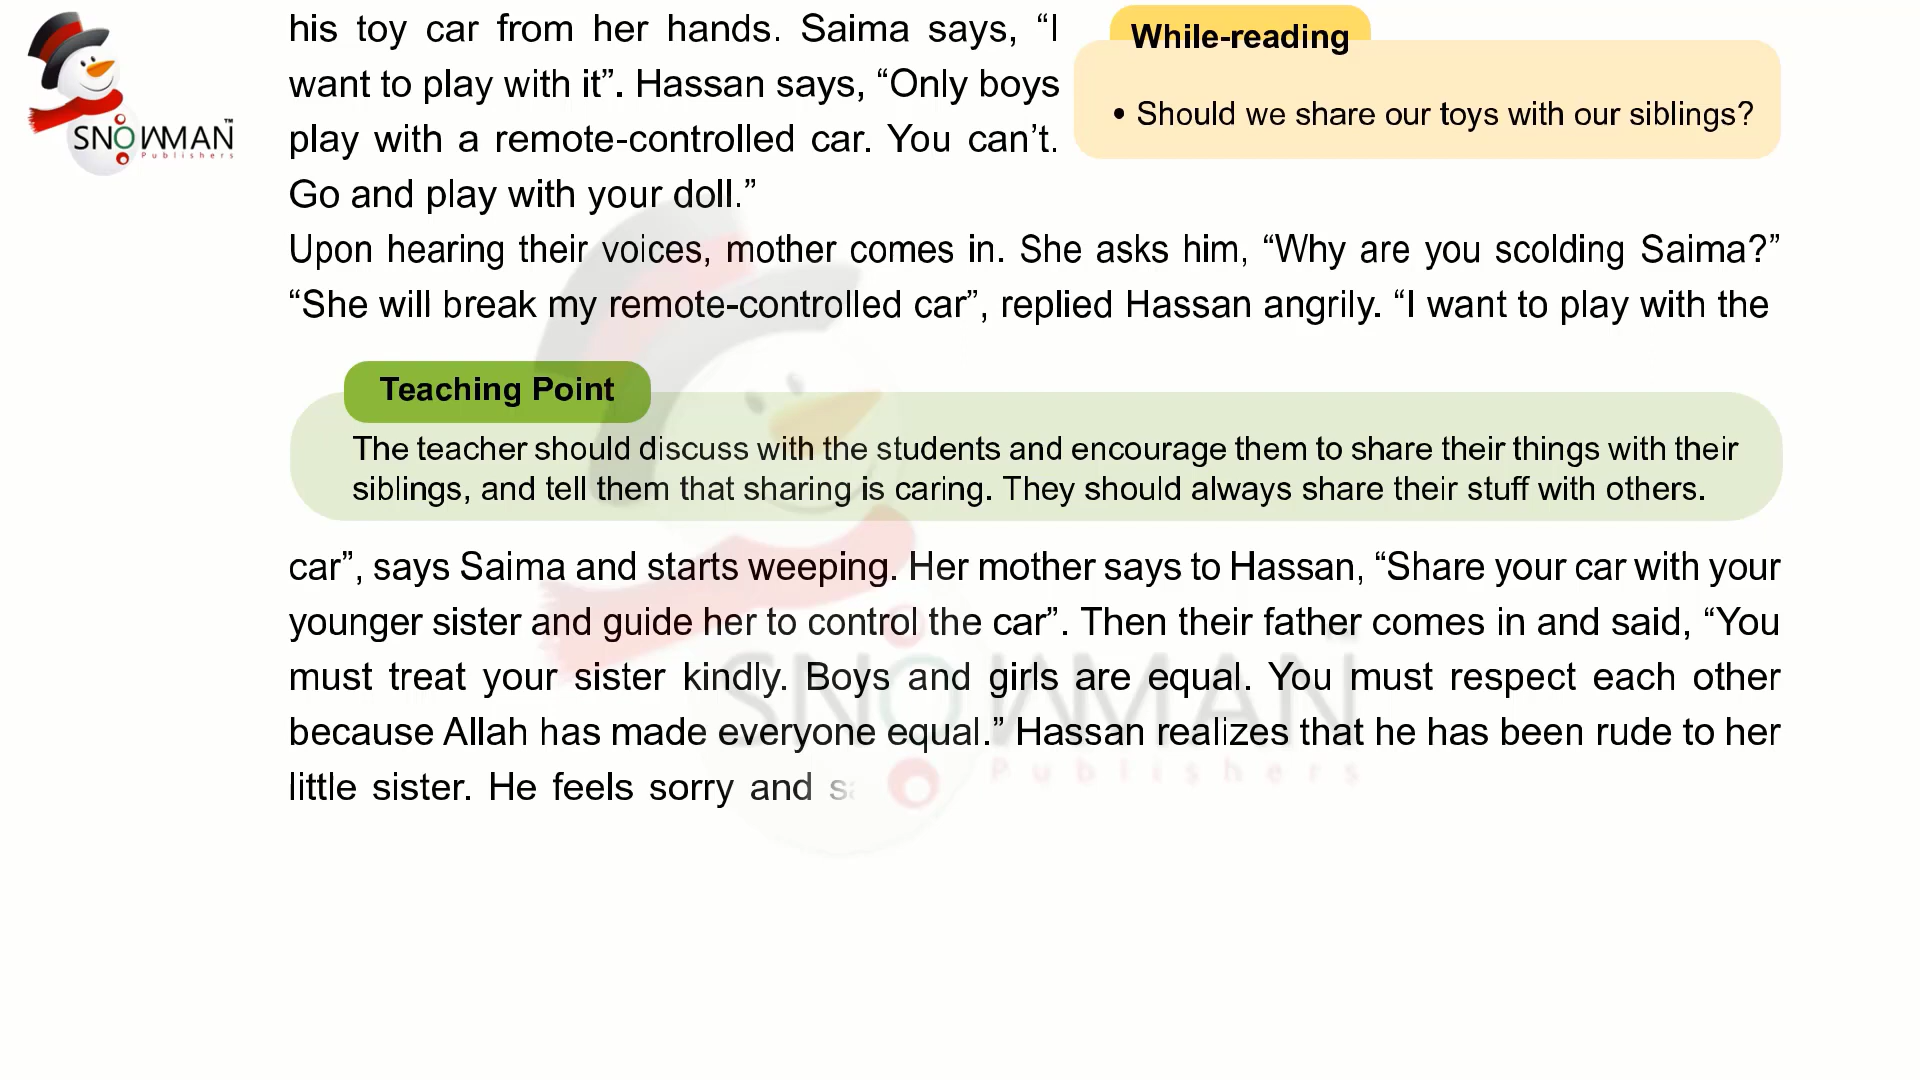 his toy car from her hands. Saima says, “I
want to play with it”. Hassan says, “Only boys
play with a remote-controlled car. You can’t.
Go and play with your doll.”
While-reading
• Should we share our toys with our siblings?
Upon hearing their voices, mother comes in. She asks him, “Why are you scolding Saima?”
“She will break my remote-controlled car”, replied Hassan angrily. “I want to play with the
Teaching Point
The teacher should discuss with the students and encourage them to share their things with their
siblings, and tell them that sharing is caring. They should always share their stuff with others.
car”, says Saima and starts weeping. Her mother says to Hassan, “Share your car with your
younger sister and guide her to control the car”. Then their father comes in and said, “You
must treat your sister kindly. Boys and girls are equal. You must respect each other
because Allah has made everyone equal.” Hassan realizes that he has been rude to her
little sister. He feels sorry and
SNOWMAN™
Publishers
SNOWMAN
Publishers